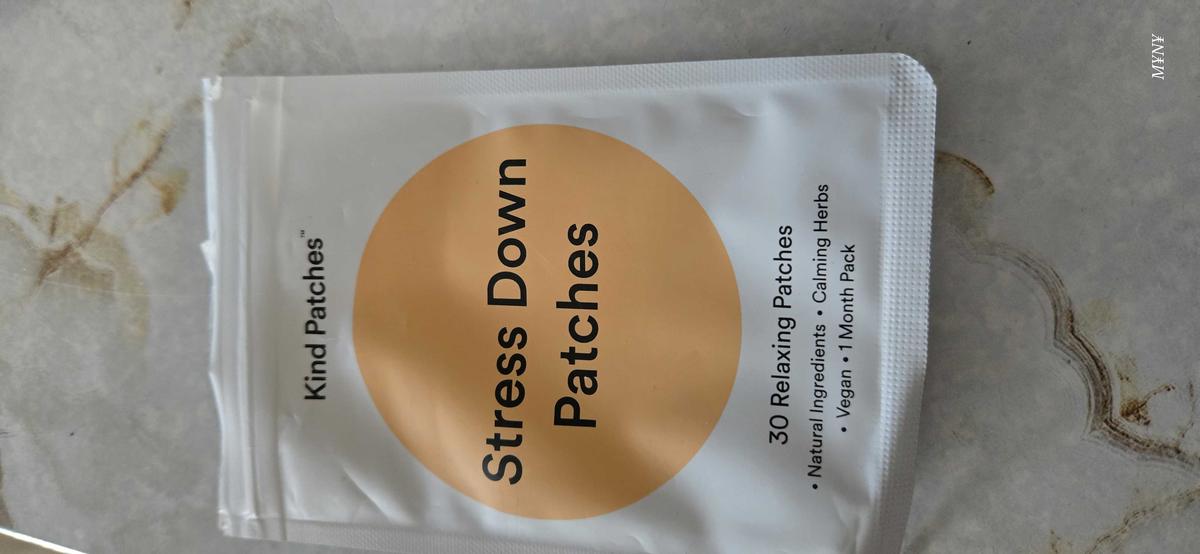 Kind Patches™
Stress Down
Patches
30 Relaxing Patches
• Natural Ingredients • Calming Herbs
• Vegan • 1 Month Pack
M¥N¥